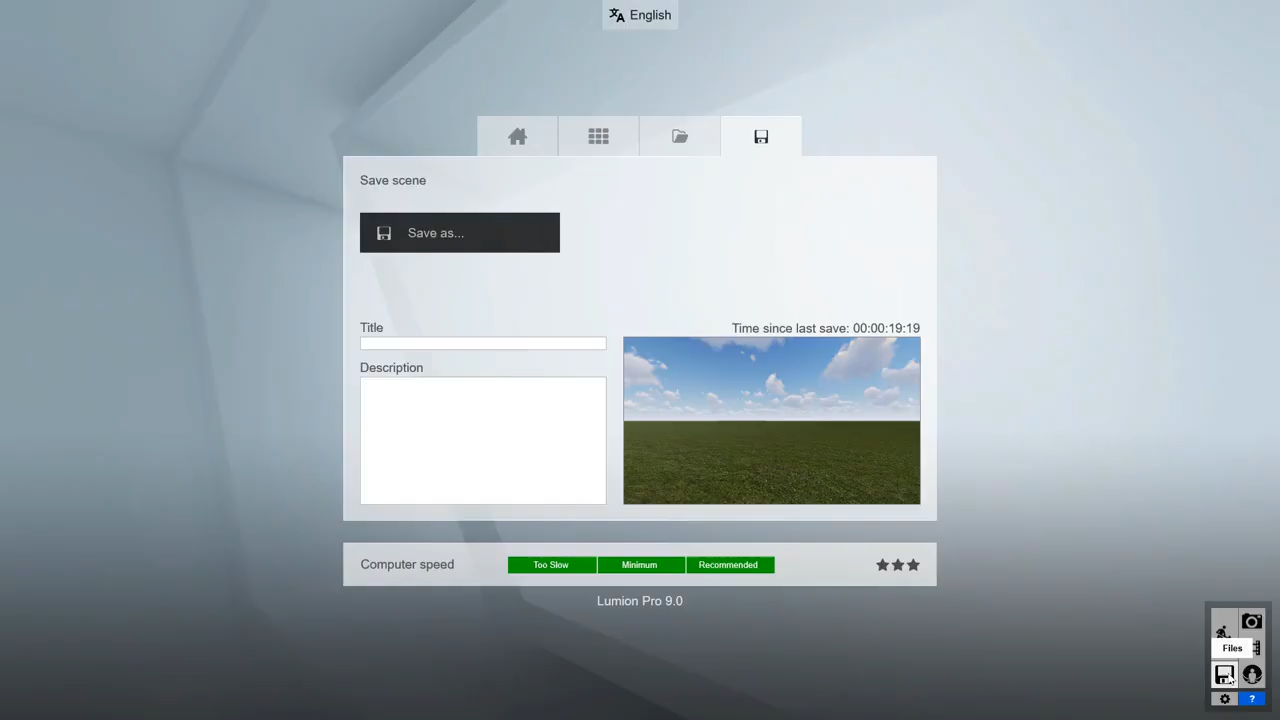 English
Save scene
Save as...
Title
Time since last save: 00:00:19:19
Description
Computer speed
Too Slow
Minimum
Recommended
Lumion Pro 9.0
Files
?